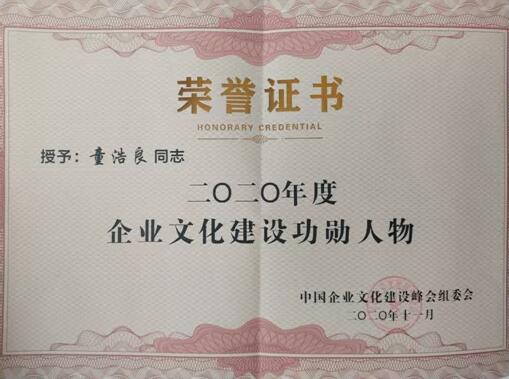 荣誉证书
HONORARY CREDENTIAL
授予：童浩良 同志
二〇二〇年度
企业文化建设功勋人物
中国企业文化建设峰会组委会
二〇二〇年十一月